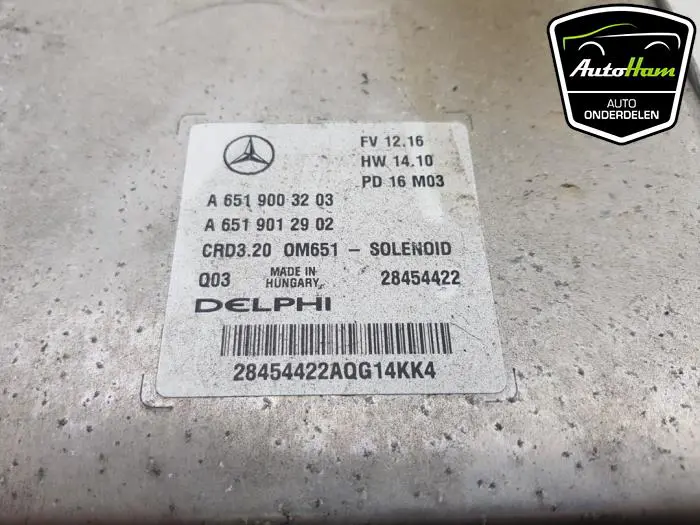 AutoHam
AUTO
ONDERDELEN
FV 12.16
HW 14.10
PD 16 M03
A 651 900 32 03
A 651 901 29 02
CRD3.20 OM651 – SOLENOID
Q03 MADE IN HUNGARY 28454422
DELPHI
28454422AQG14KK4